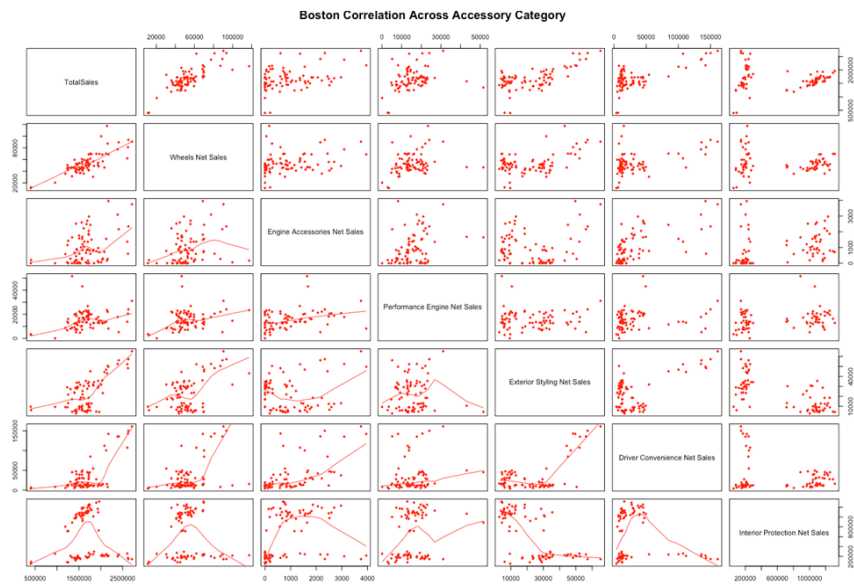 Boston Correlation Across Accessory Category
20000 60000 100000
0 10000 30000 50000
0 50000 100000 150000
TotalSales
500000 2000000
20000 80000
Wheels Net Sales
Engine Accessories Net Sales
0 1000 3000
0 20000 40000
Performance Engine Net Sales
Exterior Styling Net Sales
10000 40000
0 50000 150000
Driver Convenience Net Sales
Interior Protection Net Sales
200000 800000
500000 1500000 2500000
0 1000 2000 3000 4000
10000 30000 50000
200000 600000 1000000